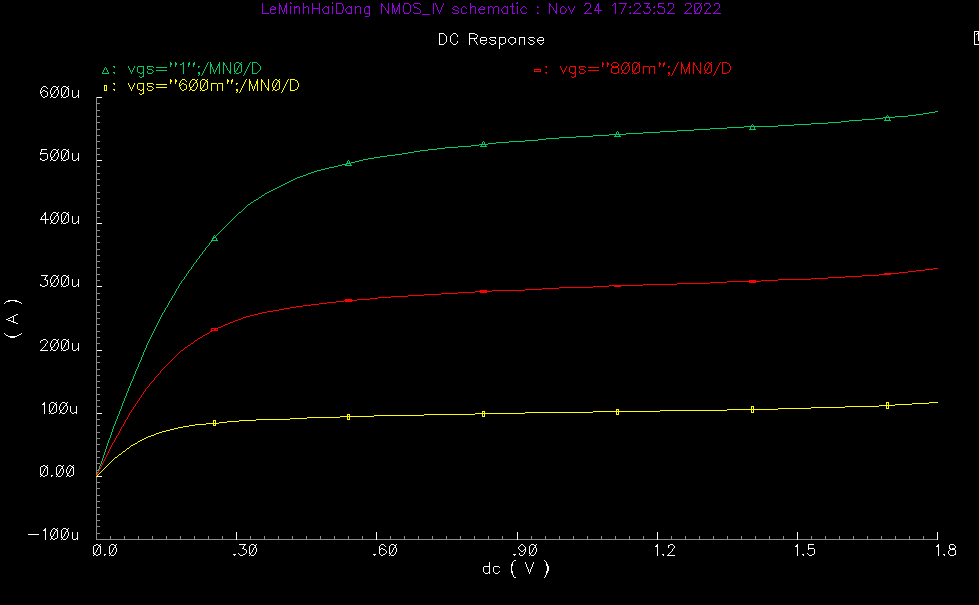 LeMinhHaiDang NMOS_IV schematic : Nov 24 17:23:52 2022
DC Response
▵: vgs="1";/MN0/D
▭: vgs="800m";/MN0/D
▯: vgs="600m";/MN0/D
600u
500u
400u
300u
200u
100u
0.00
-100u
( A )
0.0 .30 .60 .90 1.2 1.5 1.8
dc ( V )